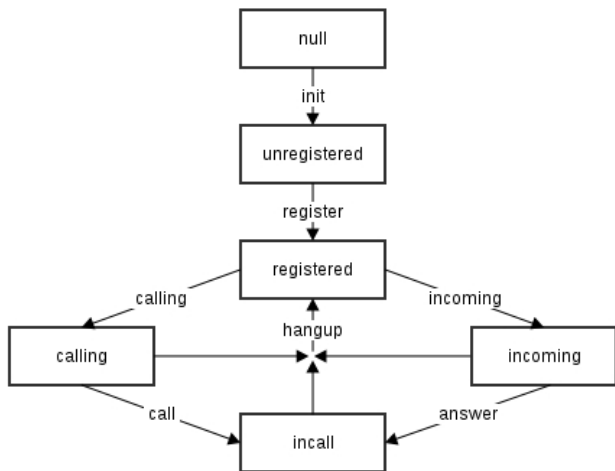 null
init
unregistered
register
registered
calling
incoming
hangup
calling
incoming
call
answer
incall